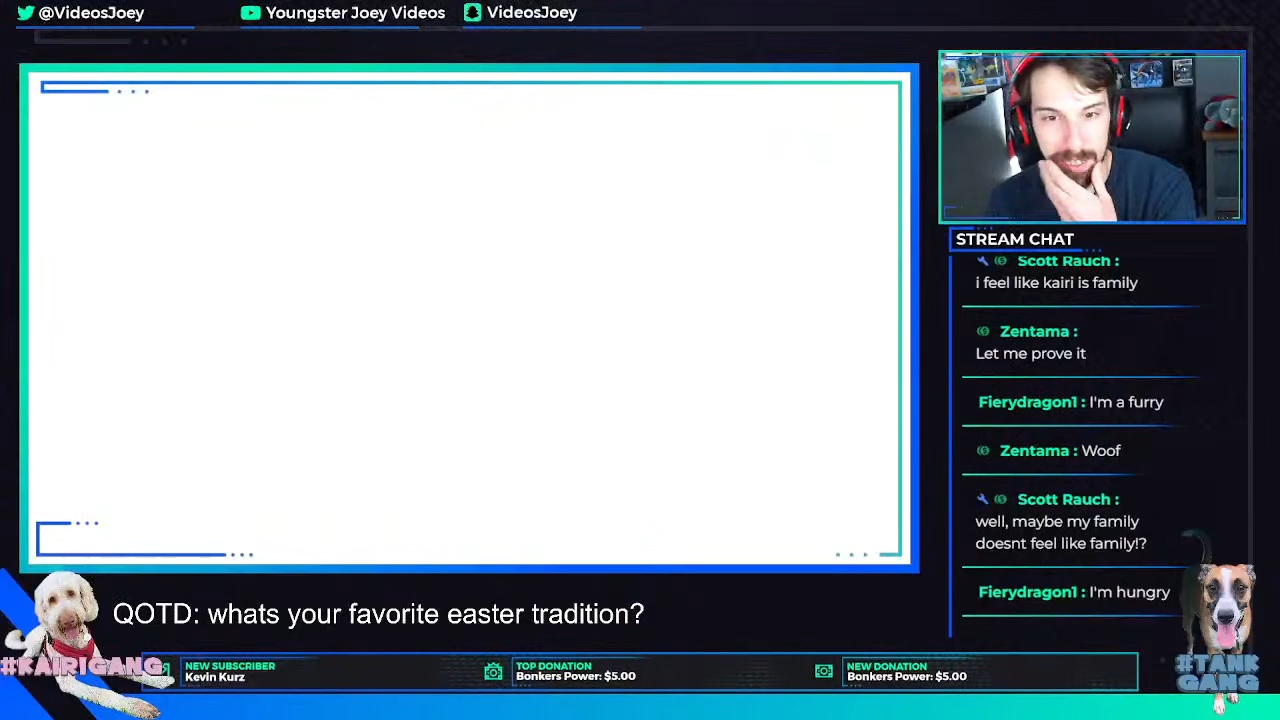 @VideosJoey
Youngster Joey Videos
VideosJoey
STREAM CHAT
Scott Rauch :
i feel like kairi is family
Zentama :
Let me prove it
Fierydragon1 : I'm a furry
Zentama : Woof
Scott Rauch :
well, maybe my family
doesnt feel like family!?
Fierydragon1 : I'm hungry
QOTD: whats your favorite easter tradition?
#KAIRIGANG
NEW SUBSCRIBER
Kevin Kurz
TOP DONATION
Bonkers Power: $5.00
NEW DONATION
Bonkers Power: $5.00
#TANK
GANG